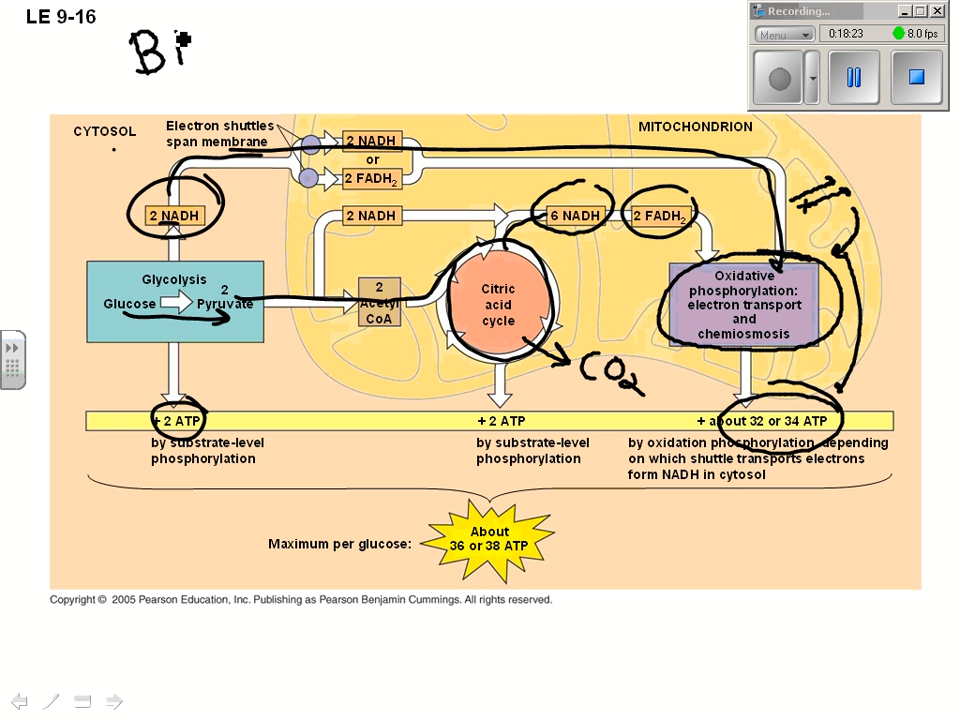 LE 9-16
Bi
Recording...
Menu
0:18:23
8.0 fps
CYTOSOL
Electron shuttles
span membrane
MITOCHONDRION
2 NADH
or
2 FADH₂
2 NADH
2 NADH
6 NADH
2 FADH₂
Glycolysis
Glucose
2
Pyruvate
2
Acetyl
CoA
Citric
acid
cycle
Oxidative
phosphorylation:
electron transport
and
chemiosmosis
CO₂
+ 2 ATP
+ 2 ATP
+ about 32 or 34 ATP
by substrate-level
phosphorylation
by substrate-level
phosphorylation
by oxidation phosphorylation, depending
on which shuttle transports electrons
form NADH in cytosol
Maximum per glucose:
About
36 or 38 ATP
Copyright © 2005 Pearson Education, Inc. Publishing as Pearson Benjamin Cummings. All rights reserved.